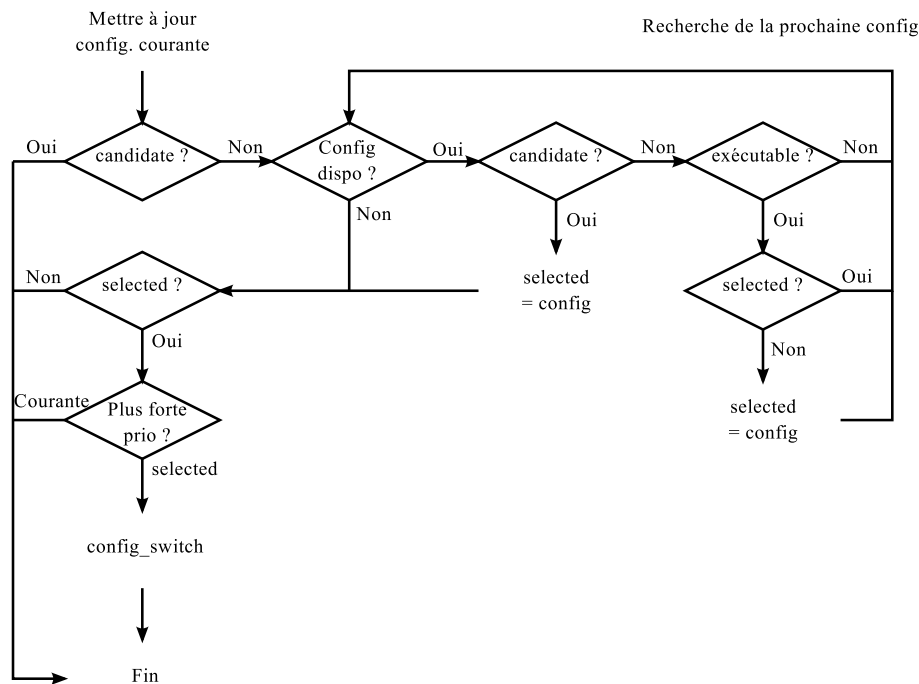 Mettre à jour
config. courante
Recherche de la prochaine config
Oui
candidate ?
Non
Config
dispo ?
Oui
candidate ?
Non
exécutable ?
Non
Non
Oui
Oui
Non
selected ?
selected
= config
selected ?
Oui
Oui
Non
Courante
Plus forte
prio ?
selected
= config
selected
config_switch
Fin